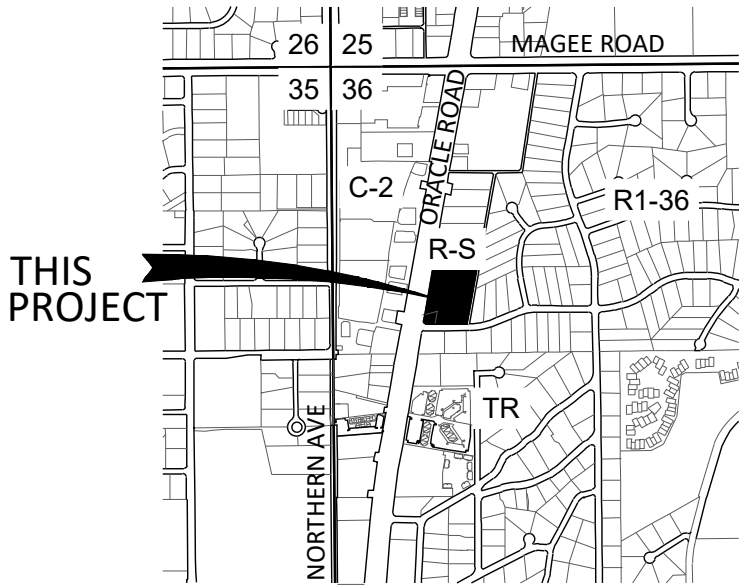 26 25
MAGEE ROAD
35 36
ORACLE ROAD
C-2
R1-36
R-S
THIS
PROJECT
TR
NORTHERN AVE